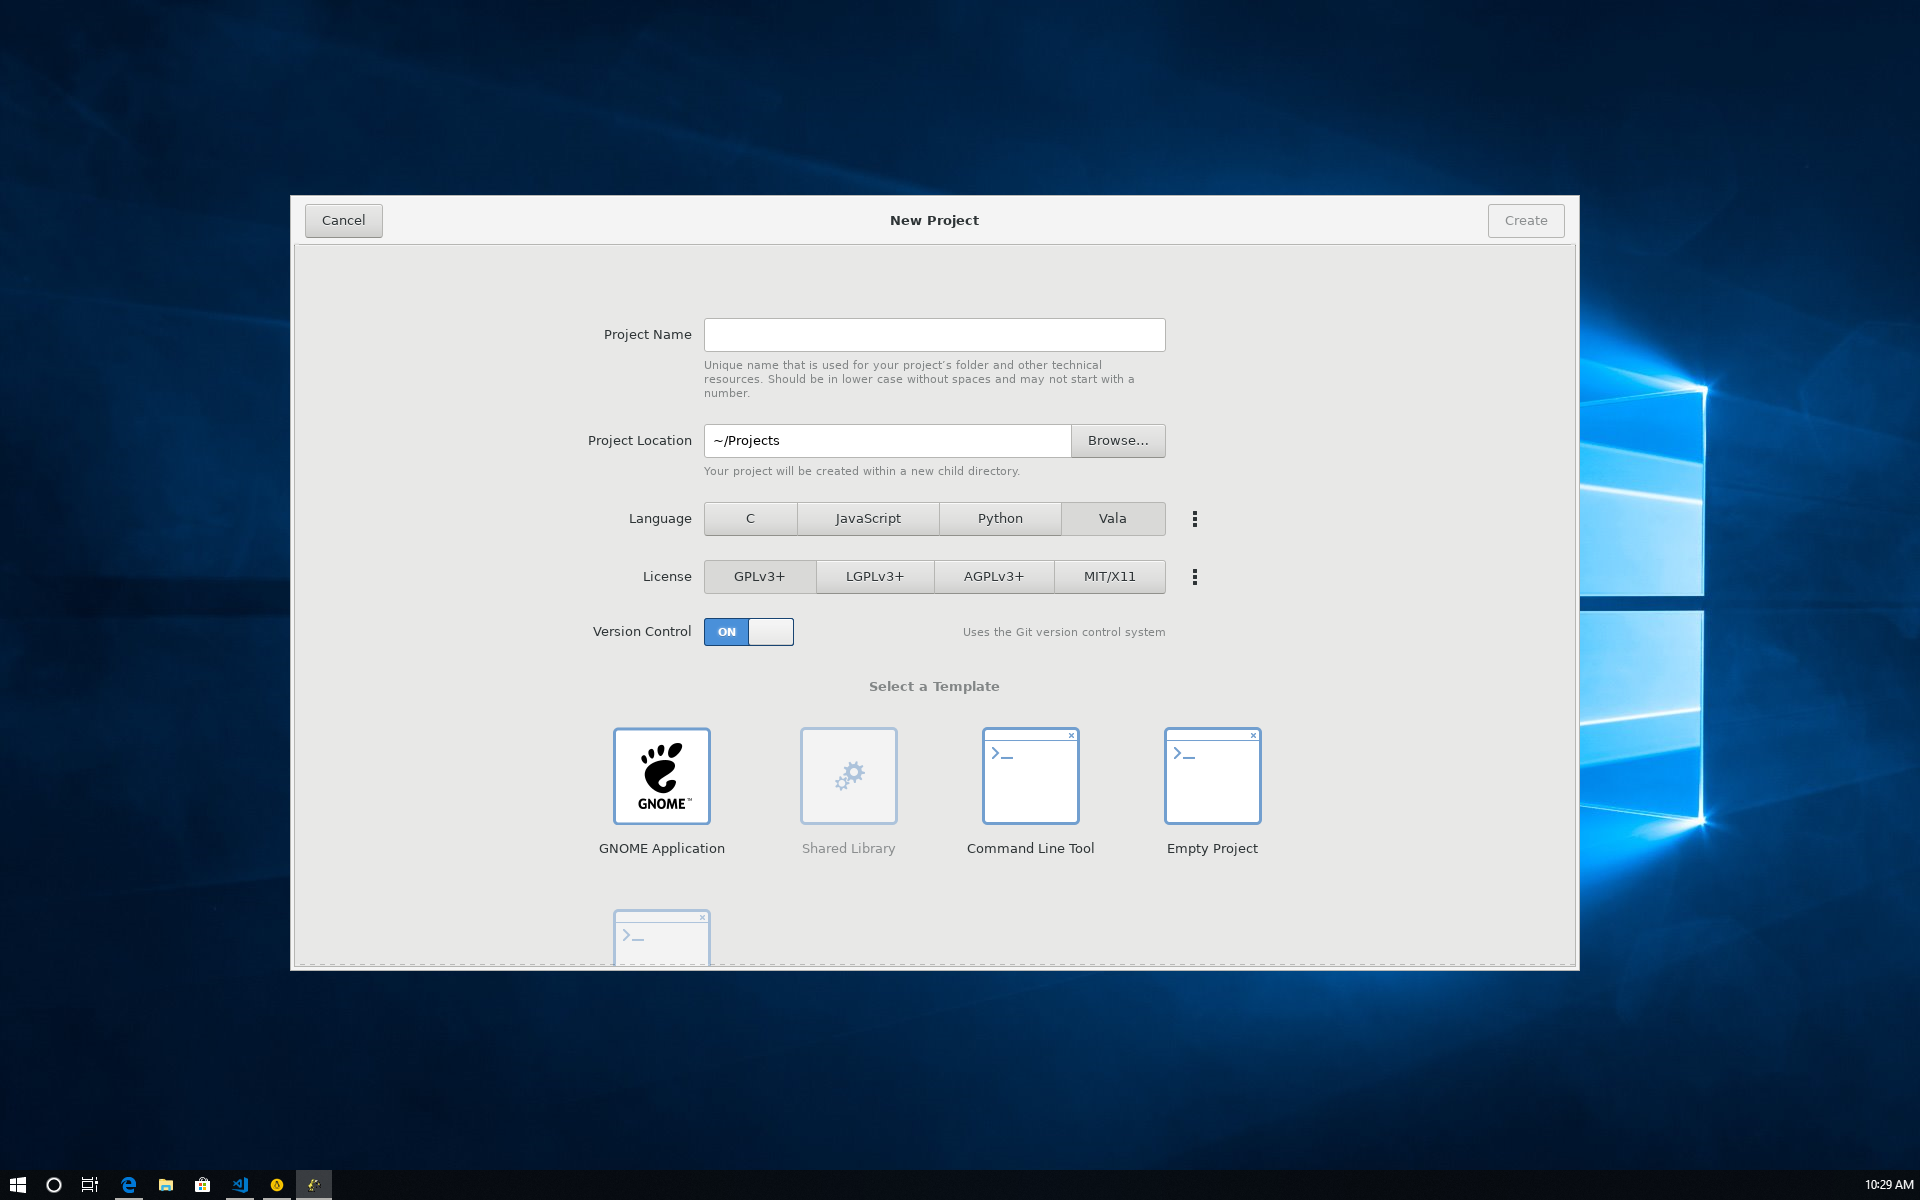 Cancel
New Project
Create
Project Name
Unique name that is used for your project's folder and other technical
resources. Should be in lower case without spaces and may not start with a
number.
Project Location
~/Projects
Browse...
Your project will be created within a new child directory.
Language
C
JavaScript
Python
Vala
License
GPLv3+
LGPLv3+
AGPLv3+
MIT/X11
Version Control
ON
Uses the Git version control system
Select a Template
GNOME™
GNOME Application
Shared Library
Command Line Tool
Empty Project
10:29 AM